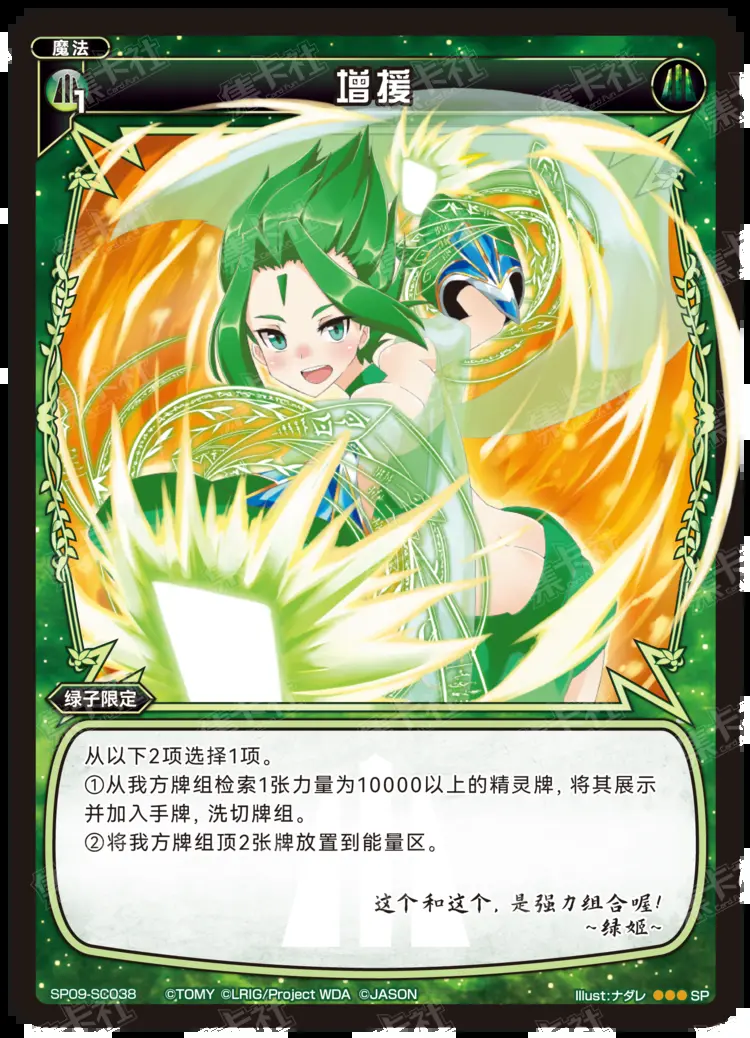 魔法
1
增援
绿子限定
从以下2项选择1项。
①从我方牌组检索1张力量为10000以上的精灵牌, 将其展示
并加入手牌, 洗切牌组。
②将我方牌组顶2张牌放置到能量区。
这个和这个, 是强力组合喔!
~绿姬~
SP09-SC038 ©TOMY ©LRIG/Project WDA ©JASON Illust:ナダレ SP
集卡社